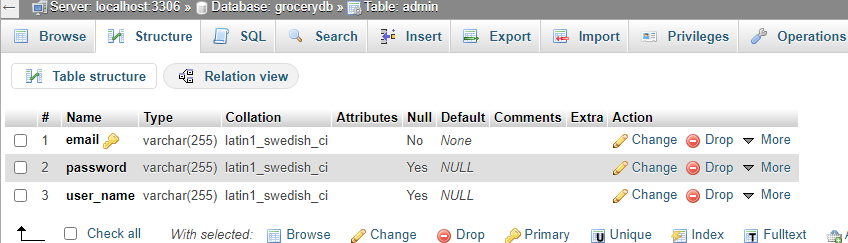 Server: localhost:3306 » Database: grocerydb » Table: admin
Browse Structure SQL Search Insert Export Import Privileges Operations
Table structure Relation view
# Name Type Collation Attributes Null Default Comments Extra Action
1 email varchar(255) latin1_swedish_ci No None Change Drop More
2 password varchar(255) latin1_swedish_ci Yes NULL Change Drop More
3 user_name varchar(255) latin1_swedish_ci Yes NULL Change Drop More
Check all With selected: Browse Change Drop Primary Unique Index Fulltext